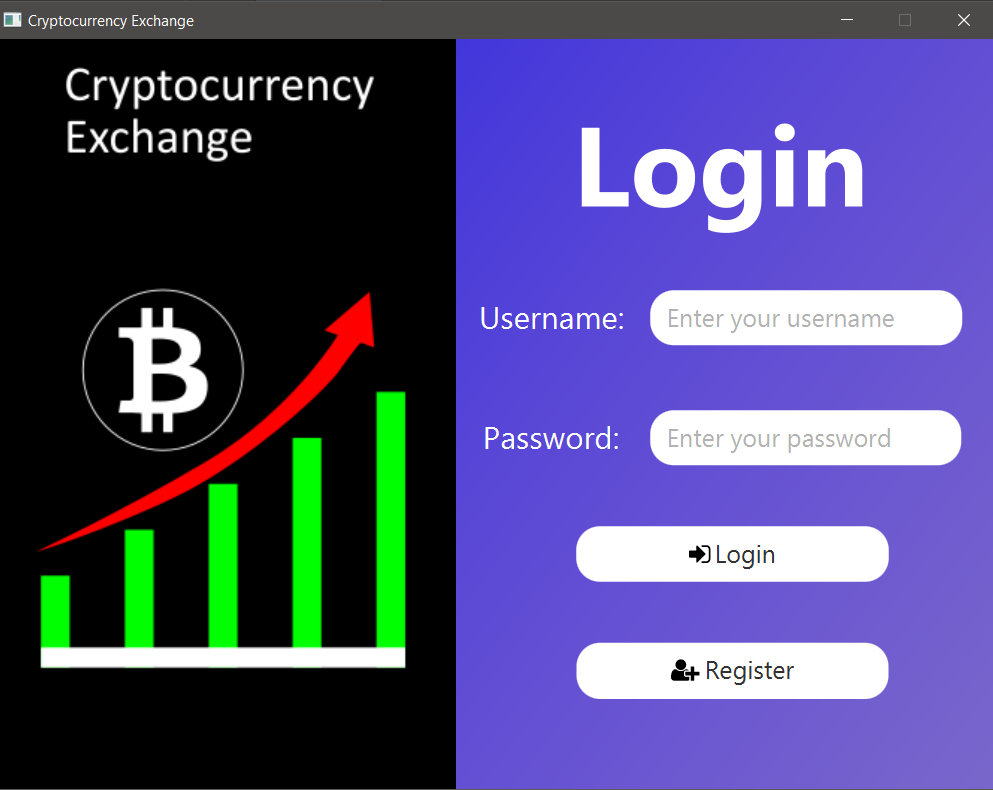 Cryptocurrency Exchange
Cryptocurrency
Exchange
Login
Username:
Enter your username
Password:
Enter your password
Login
Register